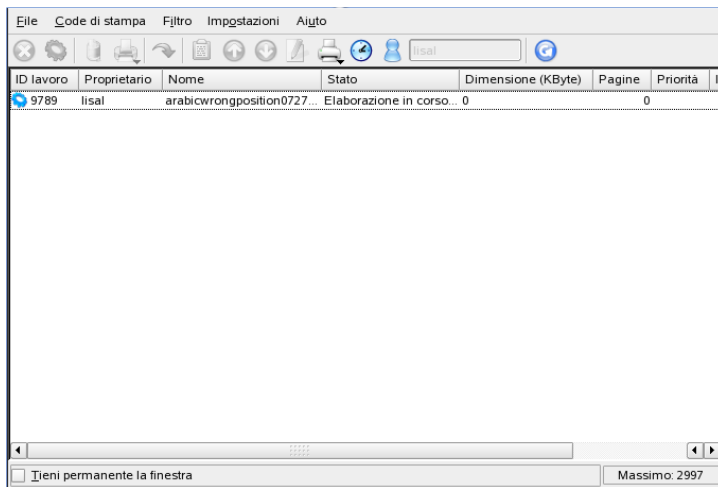 File Code di stampa Filtro Impostazioni Aiuto
lisal
ID lavoro Proprietario Nome Stato Dimensione (KByte) Pagine Priorità
9789 lisal arabicwrongposition0727... Elaborazione in corso... 0 0
Tieni permanente la finestra Massimo: 2997